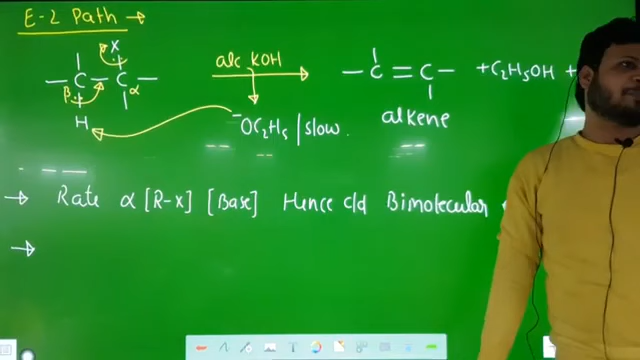 E-2 Path →
X
- C - C - alc KOH - C = C - + C₂H₅OH +
β α
H ⁻OC₂H₅ | slow. alkene
→ Rate α [R-X] [Base] Hence c/d Bimolecular
→